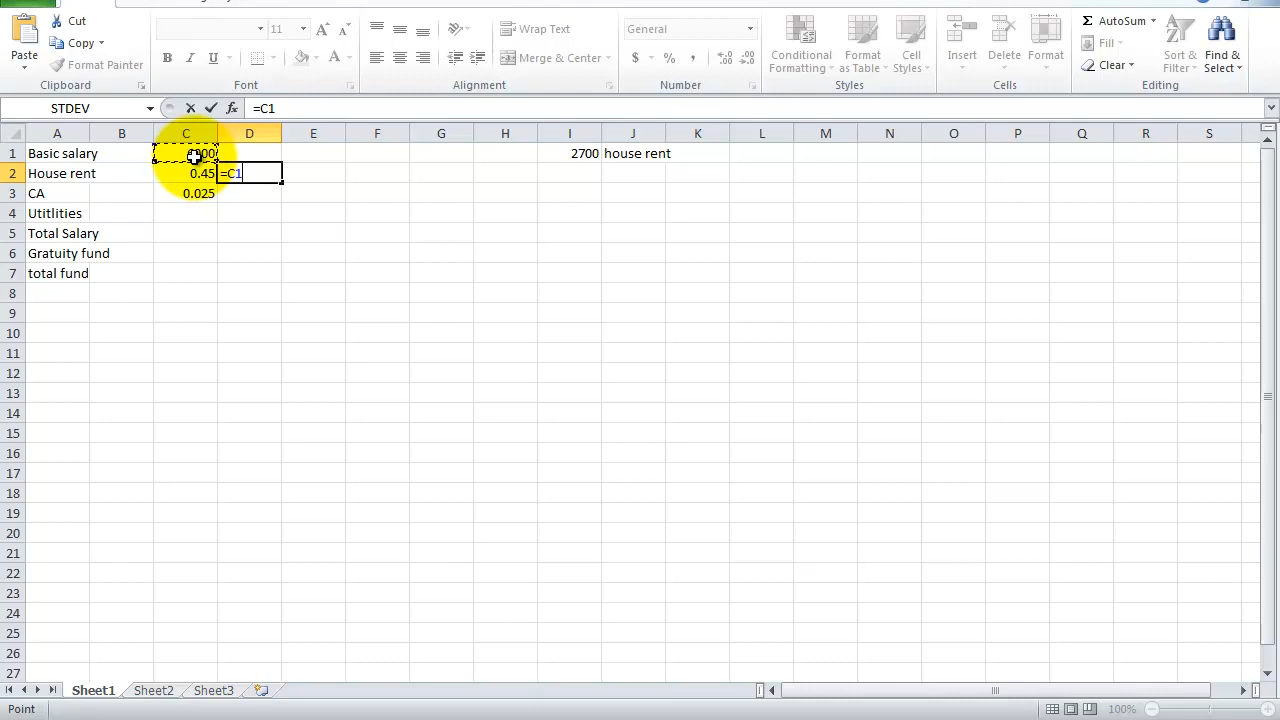 Cut
Copy
Format Painter
Paste
Clipboard
11
A A
B I U A
Font
Wrap Text
Merge & Center
Alignment
General
$ % , .0 .00
Number
Conditional Formatting
Format as Table
Cell Styles
Styles
Insert
Delete
Format
Cells
Σ AutoSum
Fill
Clear
Sort & Filter
Find & Select
Editing
STDEV
fx
=C1
A B C D E F G H I J K L M N O P Q R S
1 Basic salary 2700 house rent
2 House rent 0.45 =C1
3 CA 0.025
4 Utitlities
5 Total Salary
6 Gratuity fund
7 total fund
8
9
10
11
12
13
14
15
16
17
18
19
20
21
22
23
24
25
26
27
Sheet1 Sheet2 Sheet3
Point
100%